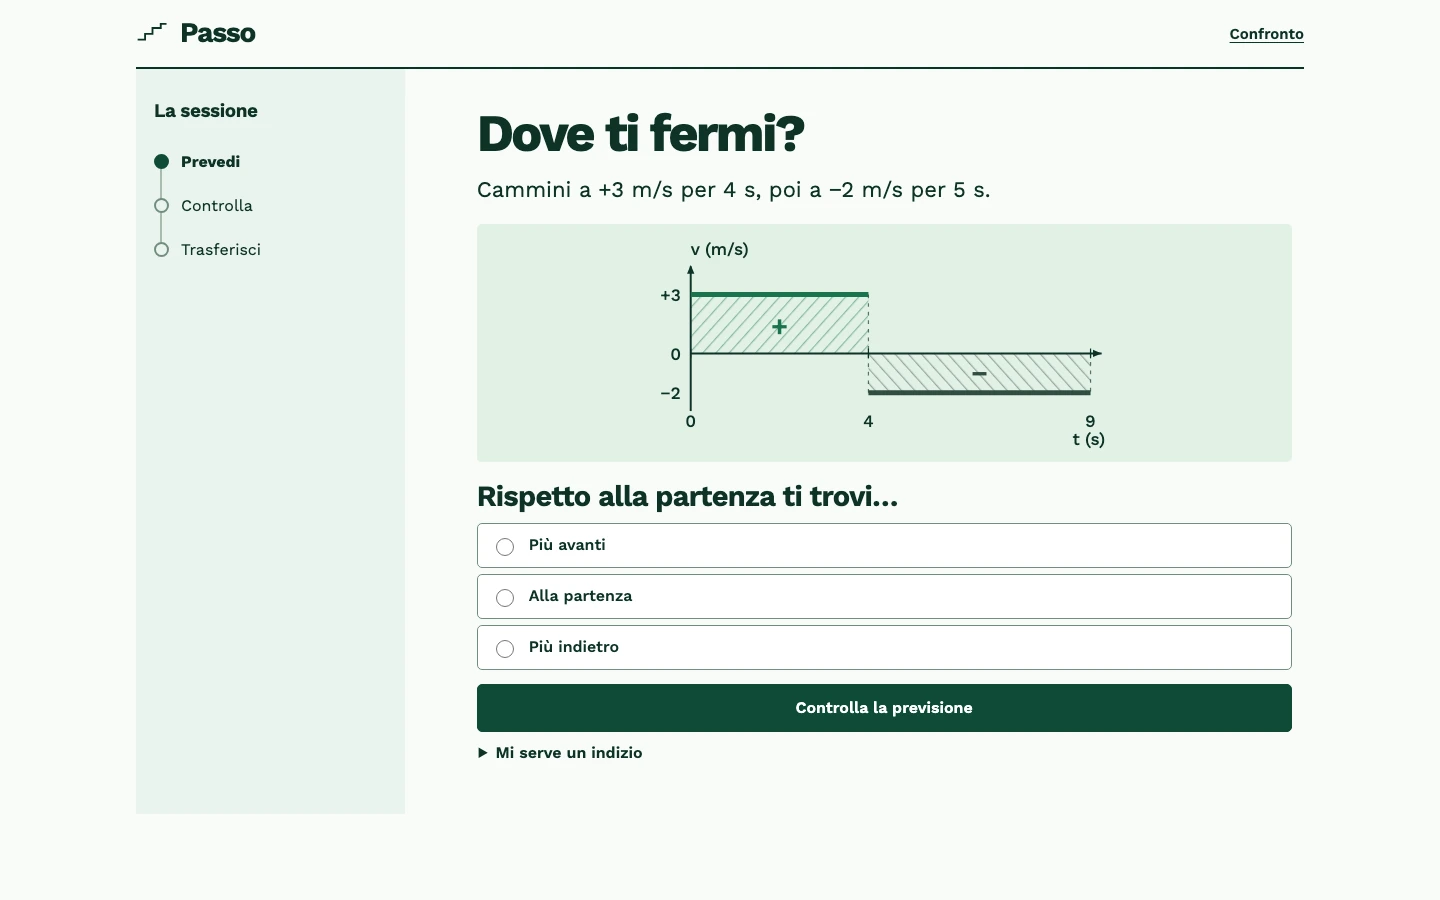 Passo
Confronto
La sessione
Prevedi
Controlla
Trasferisci
Dove ti fermi?
Cammini a +3 m/s per 4 s, poi a −2 m/s per 5 s.
v (m/s)
+3
+
0
−
−2
0 4 9
t (s)
Rispetto alla partenza ti trovi…
Più avanti
Alla partenza
Più indietro
Controlla la previsione
Mi serve un indizio